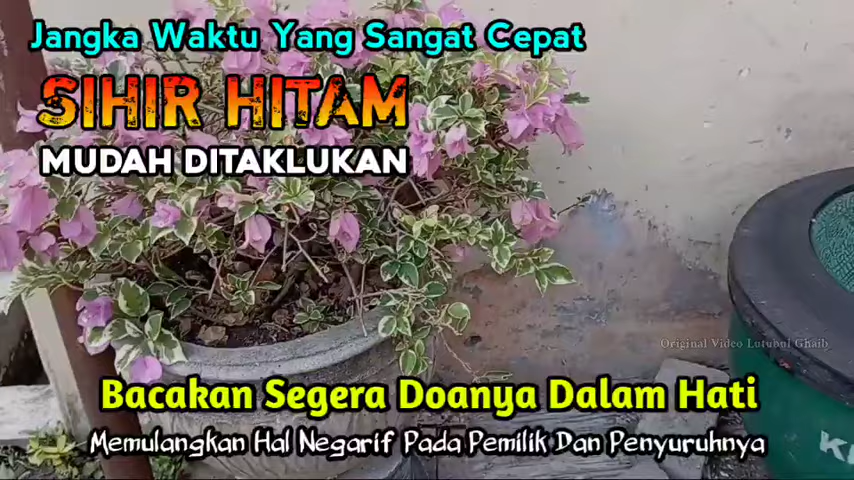 Jangka Waktu Yang Sangat Cepat
SIHIR HITAM
MUDAH DITAKLUKAN
Original Video Lutubul Ghaib
Bacakan Segera Doanya Dalam Hati
Memulangkan Hal Negarif Pada Pemilik Dan Penyuruhnya